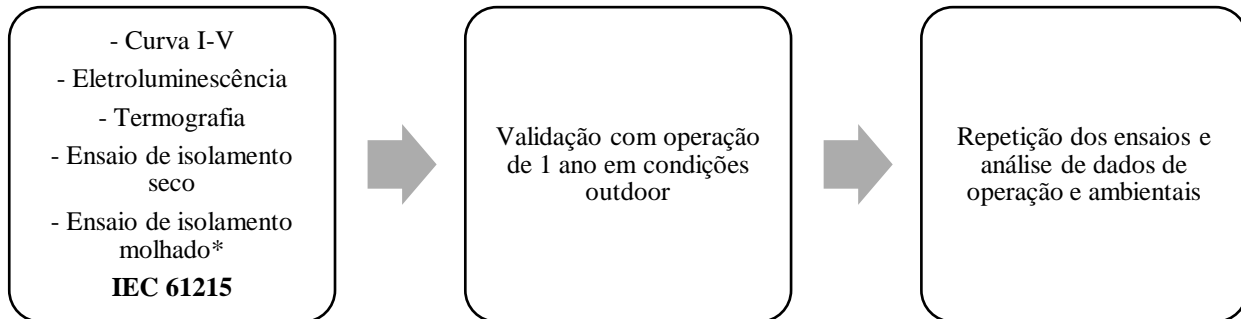 - Curva I-V
- Eletroluminescência
- Termografia
- Ensaio de isolamento
seco
- Ensaio de isolamento
molhado*
IEC 61215
Validação com operação
de 1 ano em condições
outdoor
Repetição dos ensaios e
análise de dados de
operação e ambientais